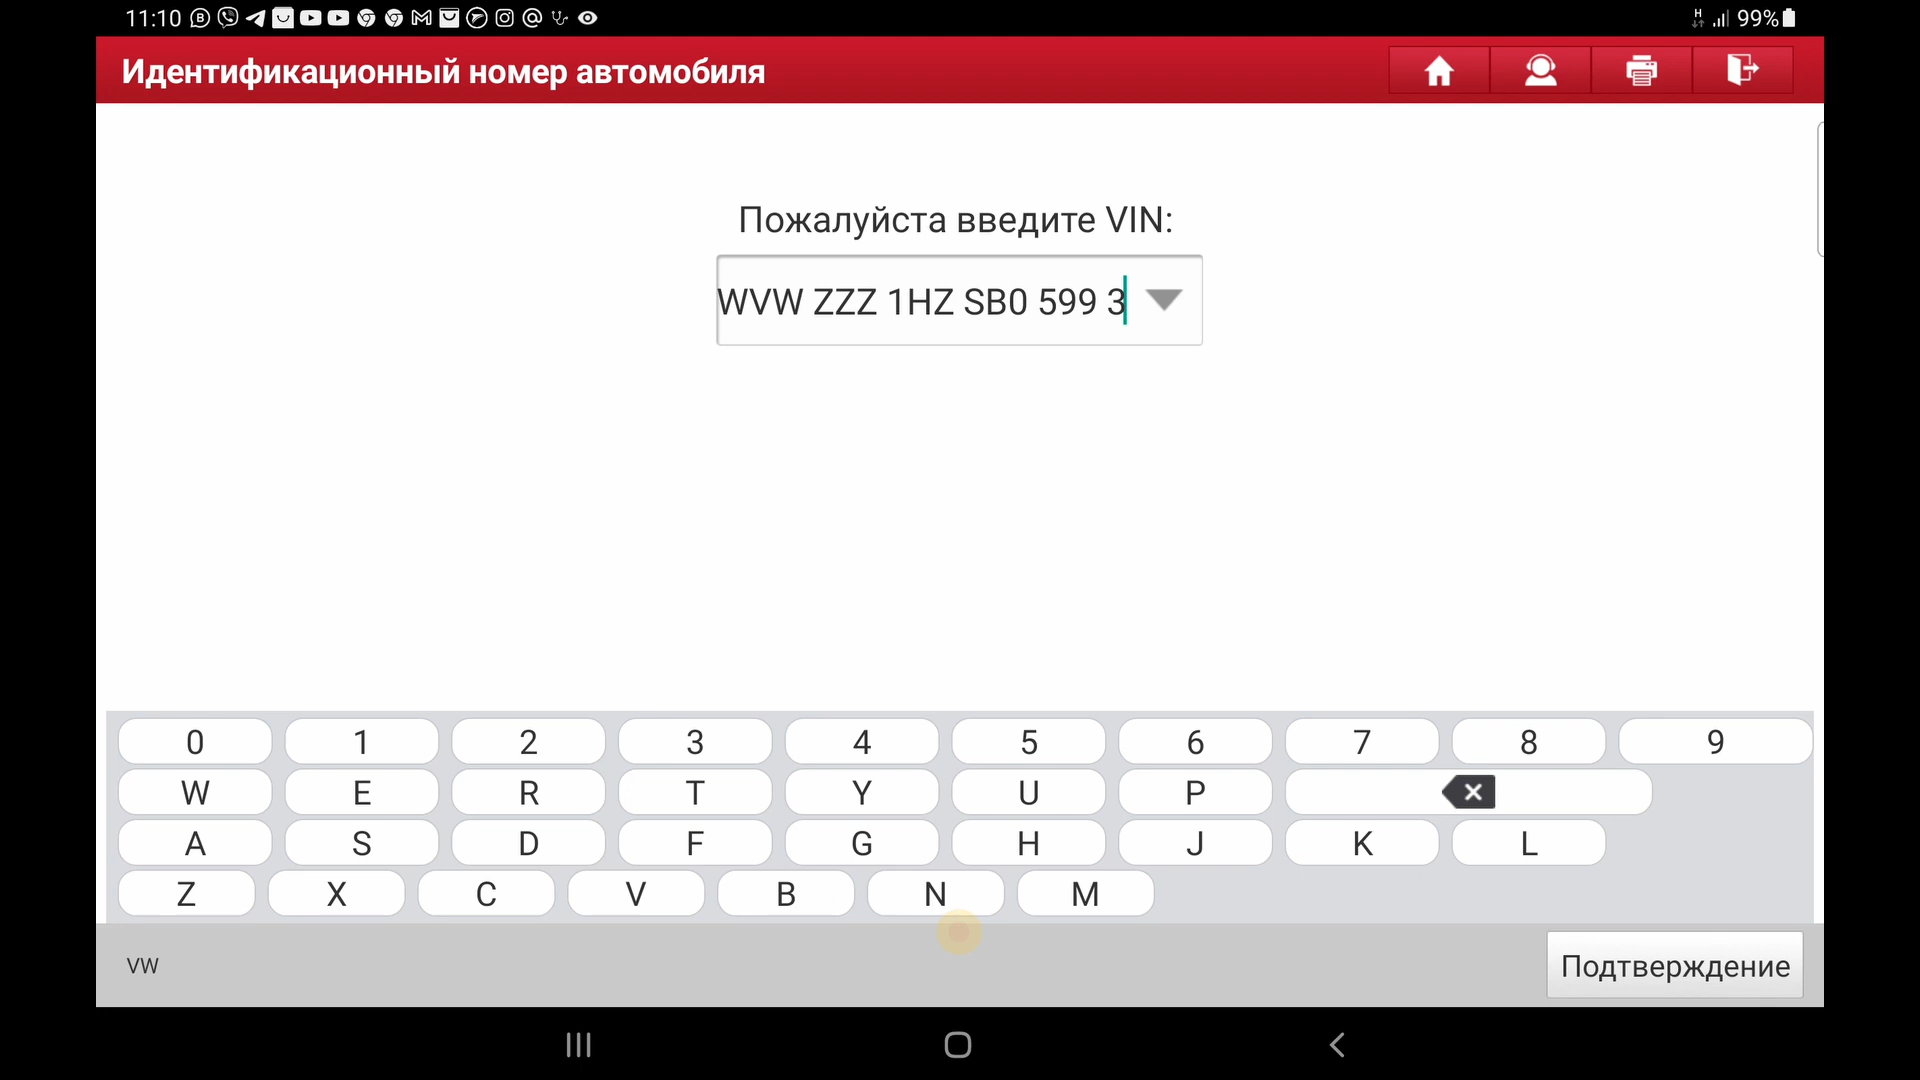 11:10
99%
Идентификационный номер автомобиля
Пожалуйста введите VIN:
WVW ZZZ 1HZ SB0 599 3
0 1 2 3 4 5 6 7 8 9
W E R T Y U P
A S D F G H J K L
Z X C V B N M
VW
Подтверждение